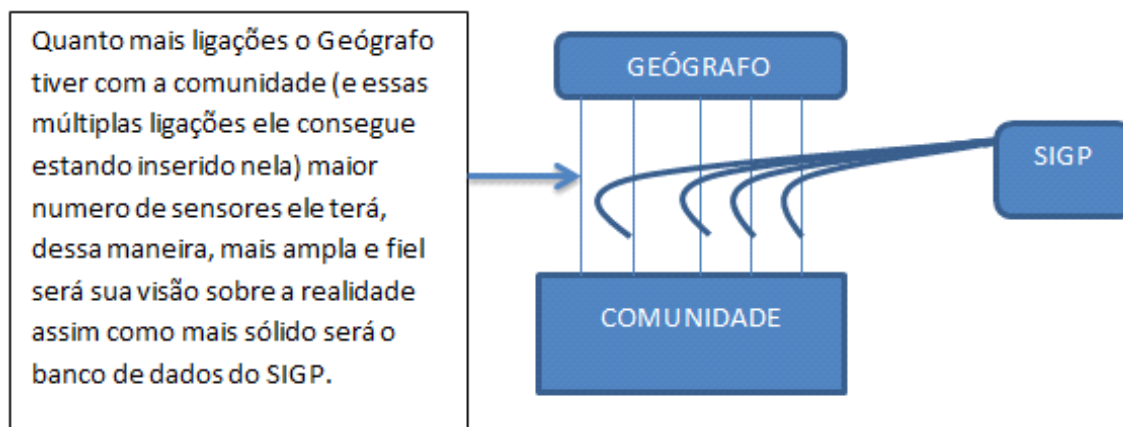 Quanto mais ligações o Geógrafo
tiver com a comunidade (e essas
múltiplas ligações ele consegue
estando inserido nela) maior
numero de sensores ele terá,
dessa maneira, mais ampla e fiel
será sua visão sobre a realidade
assim como mais sólido será o
banco de dados do SIGP.
GEÓGRAFO
SIGP
COMUNIDADE